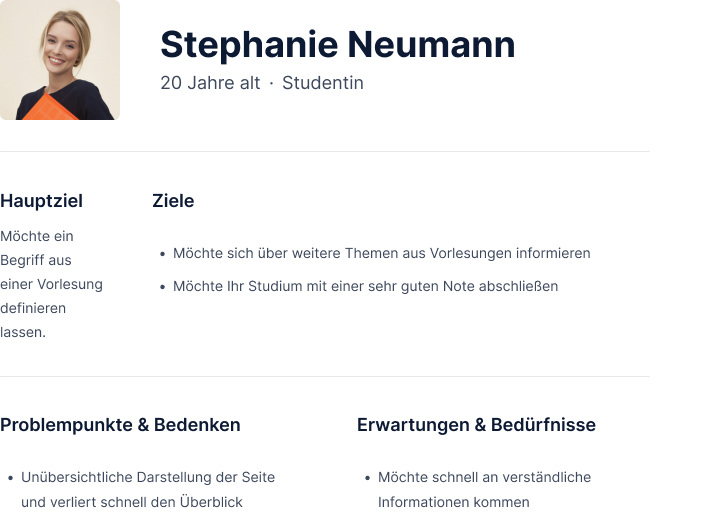 Stephanie Neumann
20 Jahre alt · Studentin
Hauptziel
Möchte ein
Begriff aus
einer Vorlesung
definieren
lassen.
Ziele
• Möchte sich über weitere Themen aus Vorlesungen informieren
• Möchte Ihr Studium mit einer sehr guten Note abschließen
Problempunkte & Bedenken
• Unübersichtliche Darstellung der Seite
und verliert schnell den Überblick
Erwartungen & Bedürfnisse
• Möchte schnell an verständliche
Informationen kommen